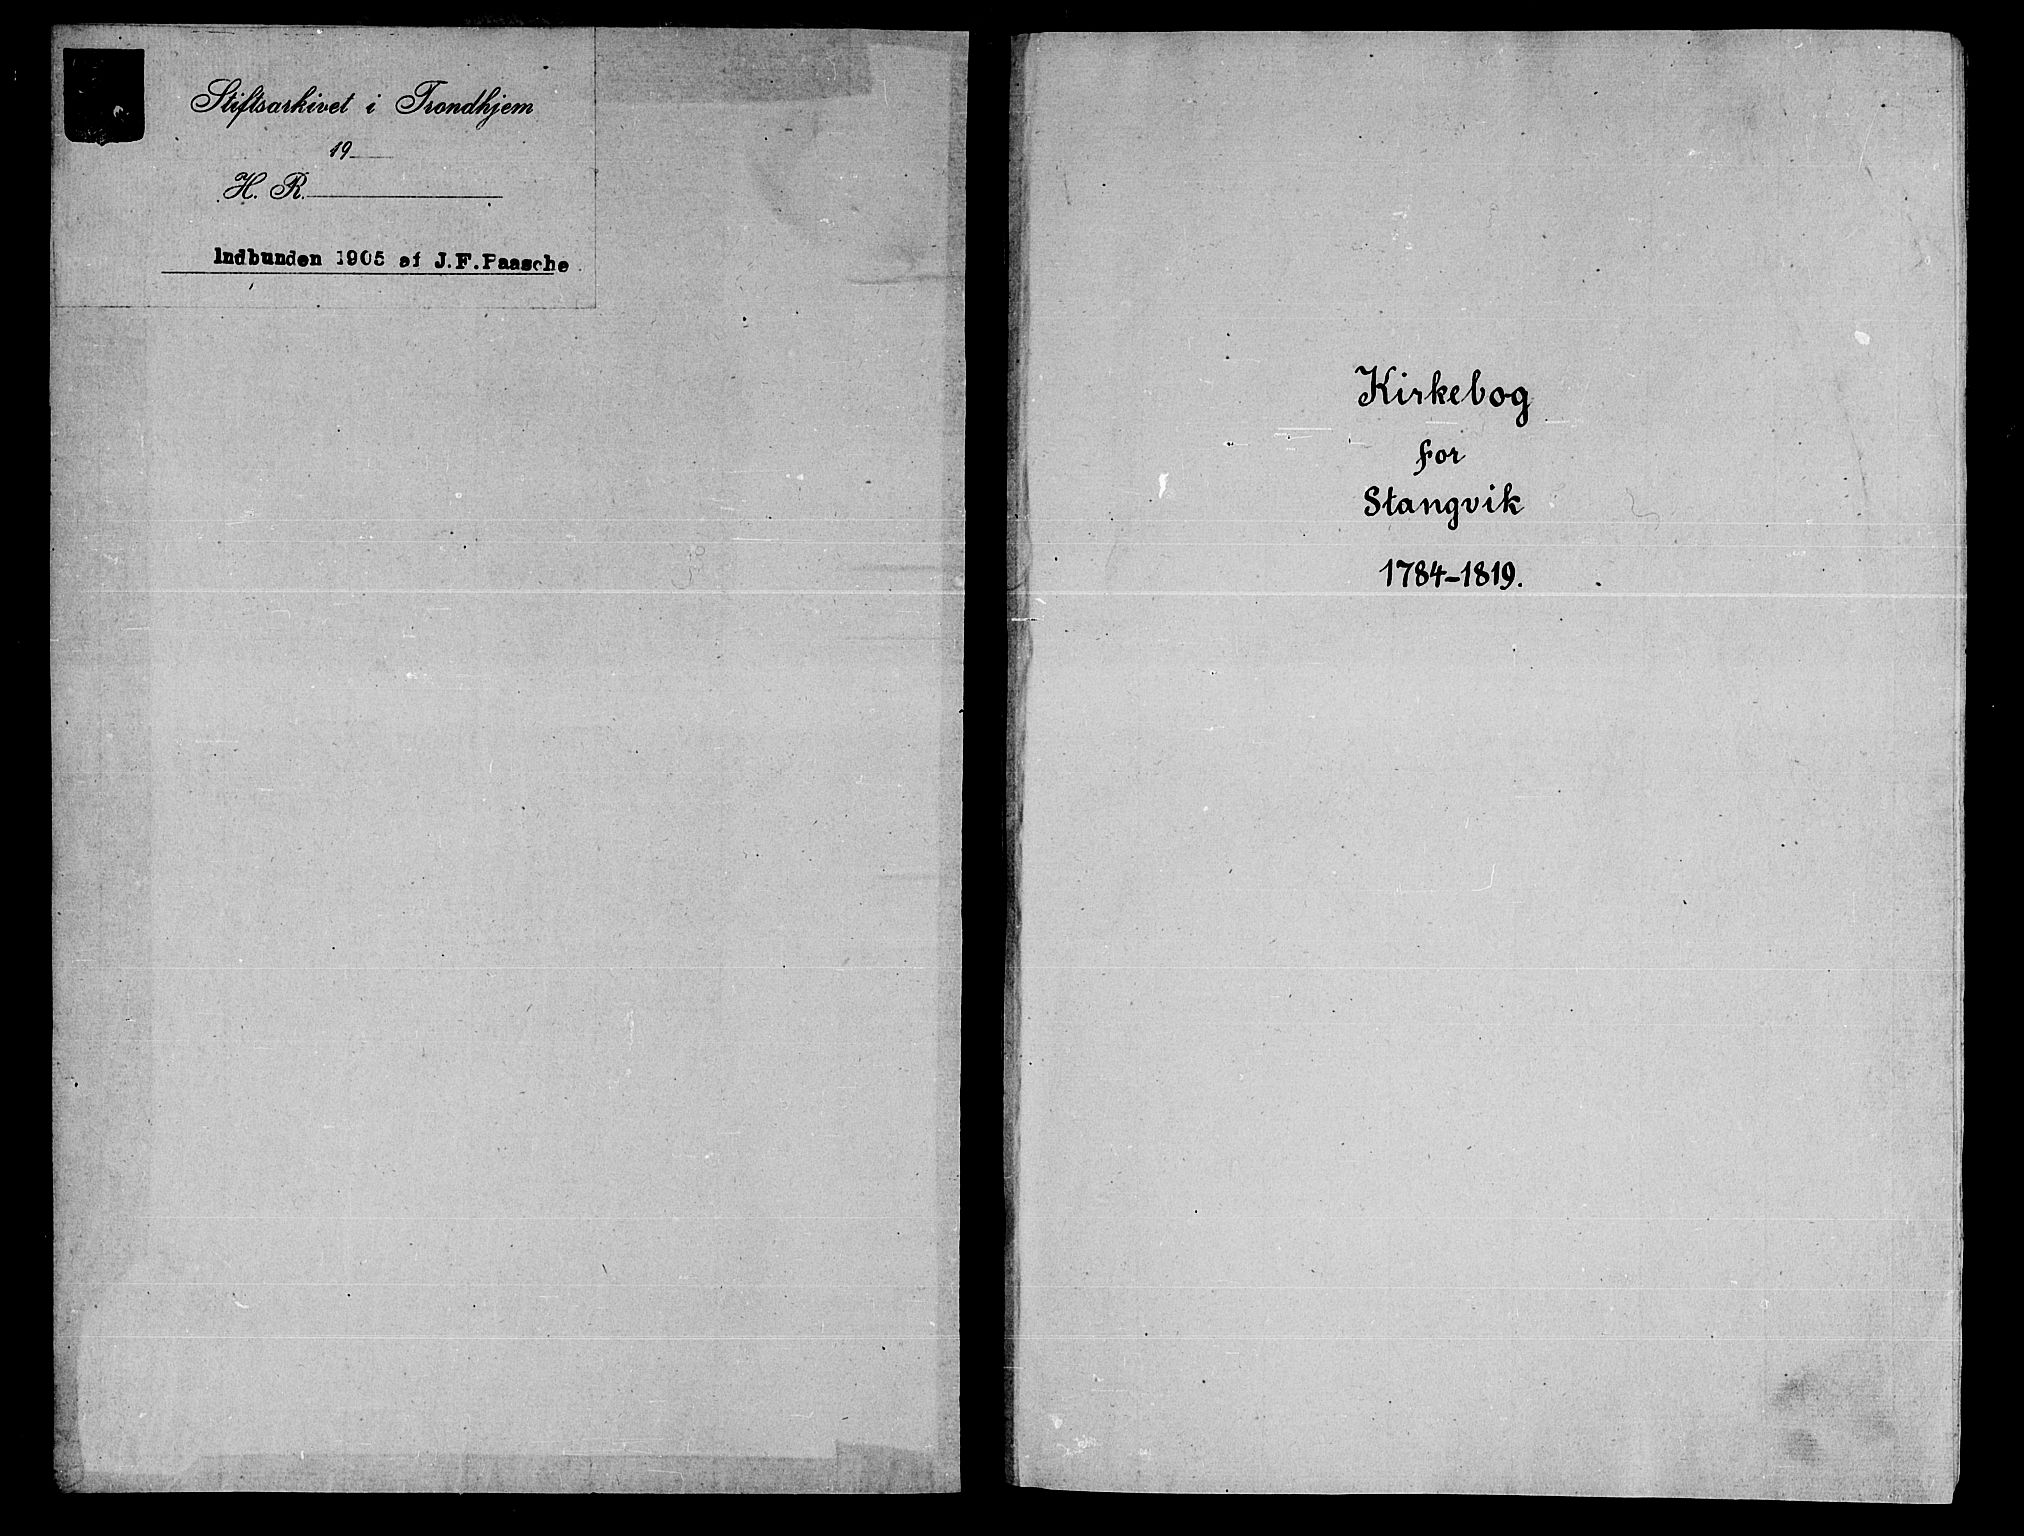 Stiftsarkivet i Trondhjem
19
H. R.
Indbunden 1905 af J.F.Paasche.
Kirkebog
for
Stangvik
1784-1819.